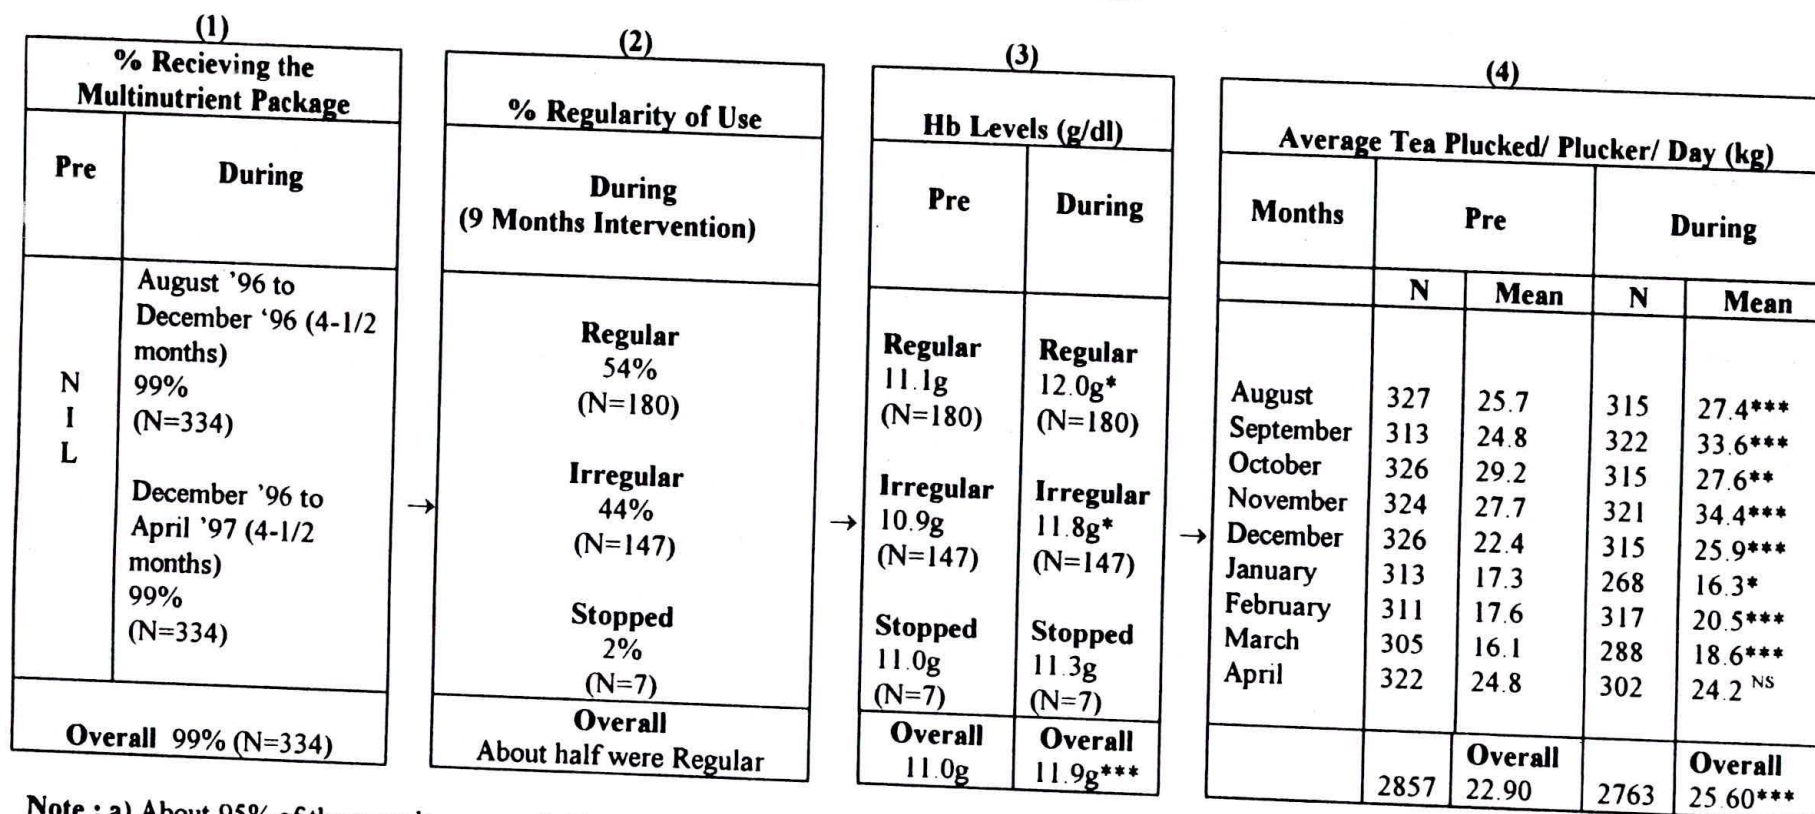 (1)
% Recieving the
Multinutrient Package
Pre During
N
I
L
August '96 to
December ‘96 (4-1/2
months)
99%
(N=334)
December '96 to
April '97 (4-1/2
months)
99%
(N=334)
Overall 99% (N=334)
→
(2)
% Regularity of Use
During
(9 Months Intervention)
Regular
54%
(N=180)
Irregular
44%
(N=147)
Stopped
2%
(N=7)
Overall
About half were Regular
→
(3)
Hb Levels (g/dl)
Pre During
Regular Regular
11.1g 12.0g*
(N=180) (N=180)
Irregular Irregular
10.9g 11.8g*
(N=147) (N=147)
Stopped Stopped
11.0g 11.3g
(N=7) (N=7)
Overall Overall
11.0g 11.9g***
→
(4)
Average Tea Plucked/ Plucker/ Day (kg)
Months Pre During
N Mean N Mean
August 327 25.7 315 27.4***
September 313 24.8 322 33.6***
October 326 29.2 315 27.6**
November 324 27.7 321 34.4***
December 326 22.4 315 25.9***
January 313 17.3 268 16.3*
February 311 17.6 317 20.5***
March 305 16.1 288 18.6***
April 322 24.8 302 24.2 NS
Overall Overall
2857 22.90 2763 25.60***
Note : a) About 95% of the